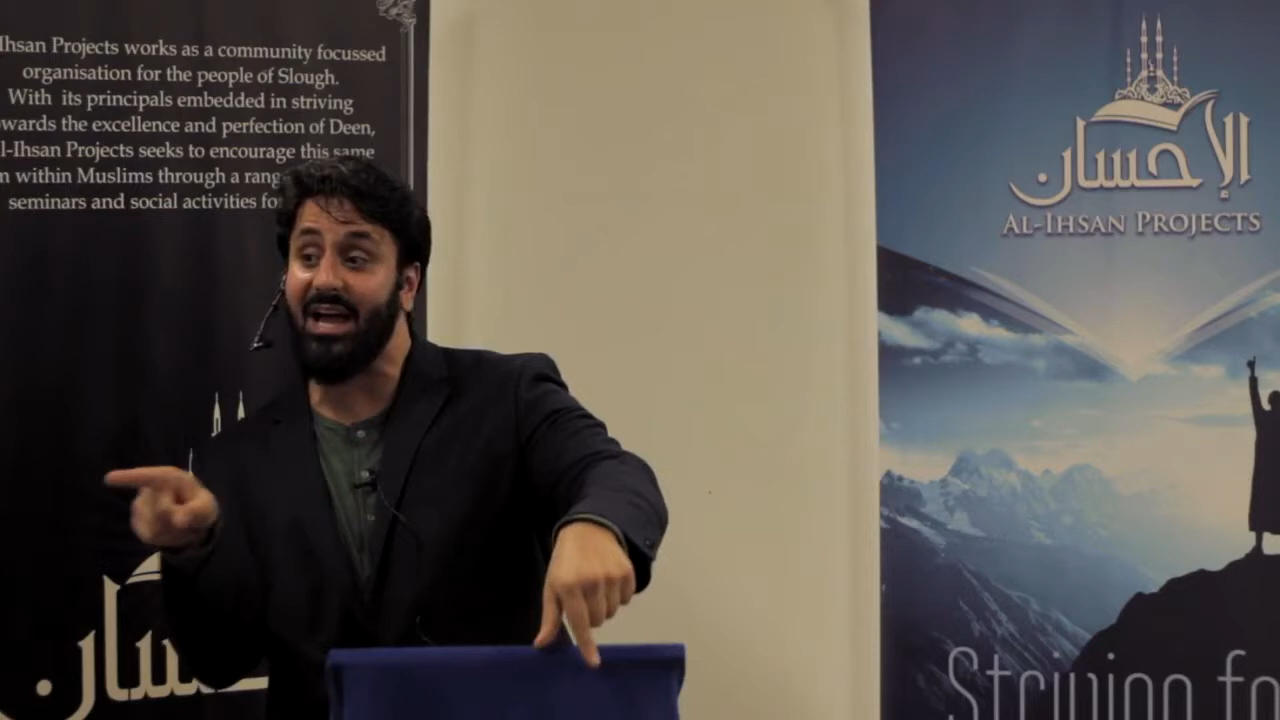 Ihsan Projects works as a community focussed
organisation for the people of Slough.
With its principals embedded in striving
wards the excellence and perfection of Deen,
l-Ihsan Projects seeks to encourage this same
within Muslims through a
seminars and social activities
الإحسان
AL-IHSAN PROJECTS
Striving